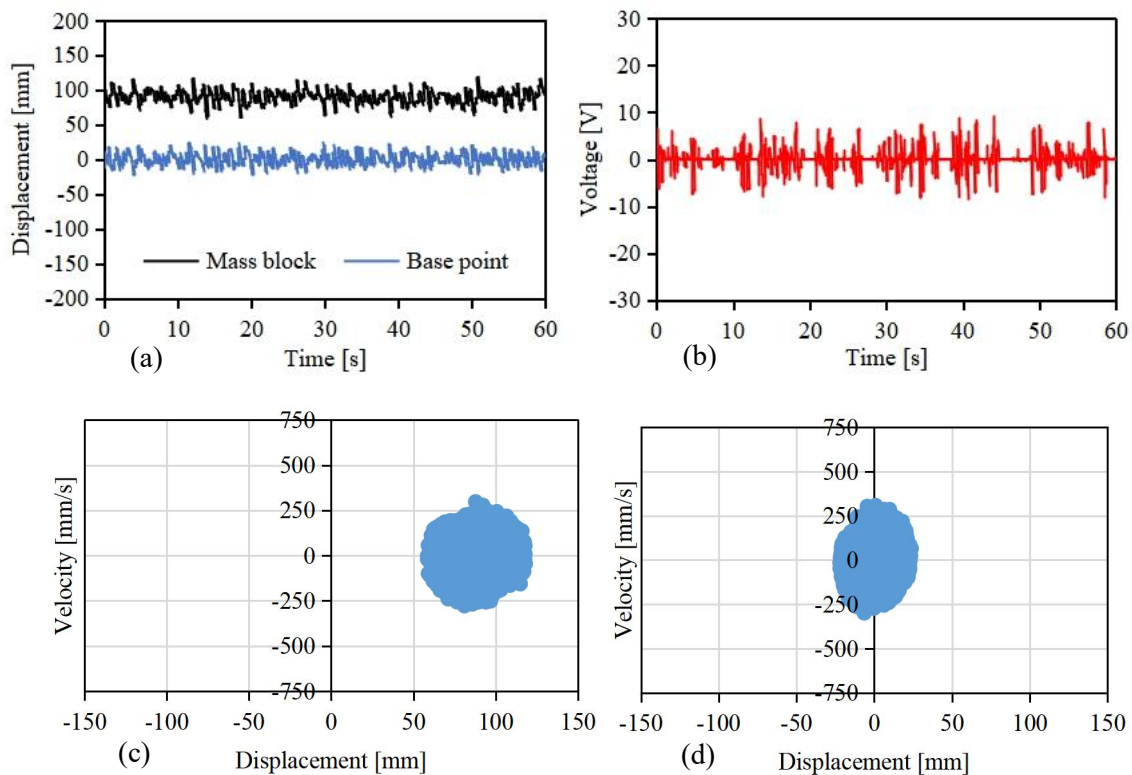 200
150
100
50
0
-50
-100
-150
-200
Displacement [mm]
Mass block Base point
0 10 20 30 40 50 60
Time [s]
(a)
30
20
10
0
-10
-20
-30
Voltage [V]
0 10 20 30 40 50 60
Time [s]
(b)
750
500
250
0
-250
-500
-750
Velocity [mm/s]
-150 -100 -50 0 50 100 150
Displacement [mm]
(c)
750
500
250
0
-250
-500
-750
Velocity [mm/s]
-150 -100 -50 0 50 100 150
Displacement [mm]
(d)